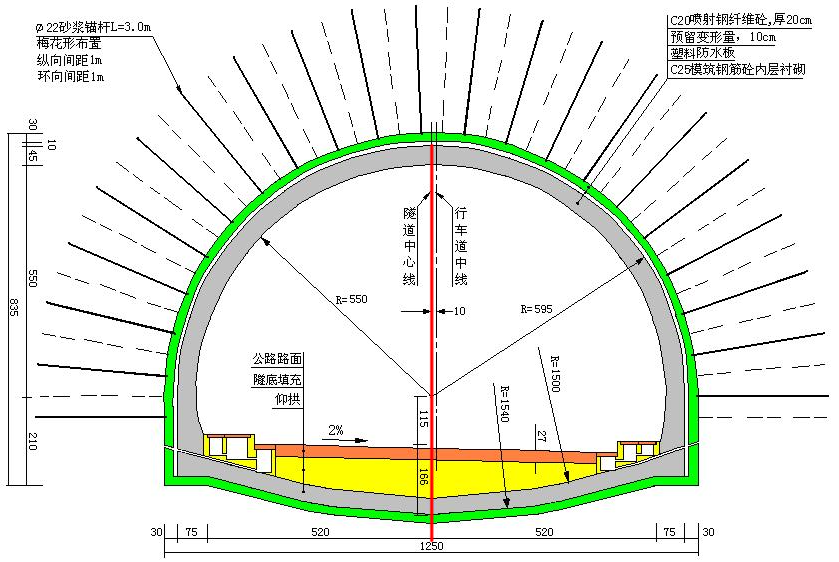 ϕ22砂浆锚杆L=3.0m
梅花形布置
纵向间距1m
环向间距1m
C20喷射钢纤维砼,厚20cm
预留变形量，10cm
塑料防水板
C25模筑钢筋砼内层衬砌
30
10
45
550
835
210
隧道中心线
行车道中线
R=550
R=595
10
公路路面
隧底填充
仰拱
R=1500
R=1540
115
2%
27
166
30
75
520
520
75
30
1250